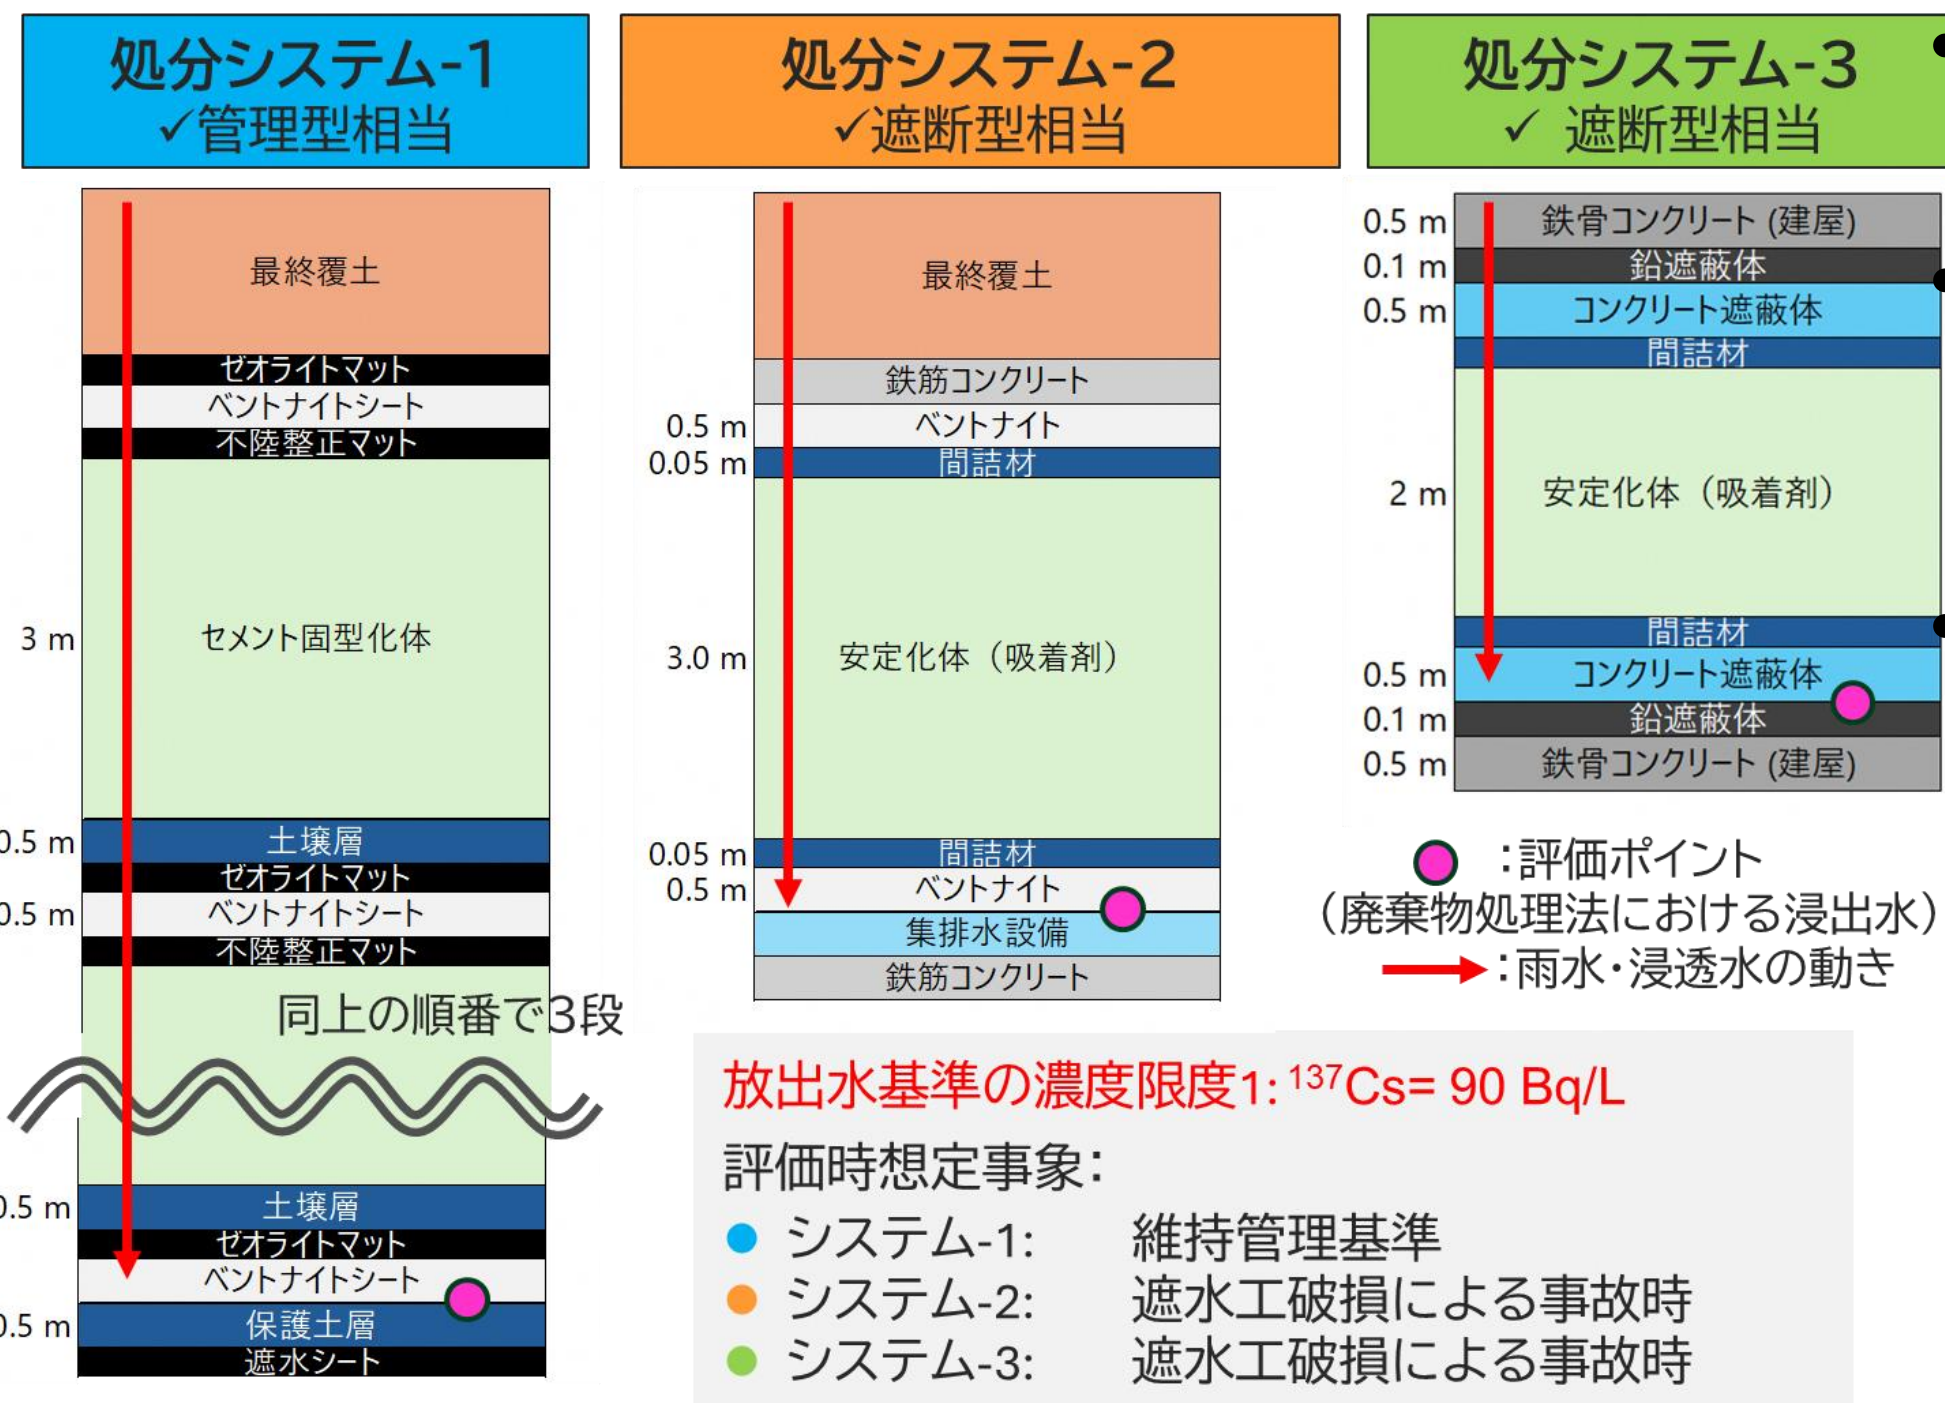 処分システム-1
✓管理型相当
最終覆土
ゼオライトマット
ベントナイトシート
不陸整正マット
3 m
セメント固型化体
0.5 m
土壌層
ゼオライトマット
0.5 m
ベントナイトシート
不陸整正マット
同上の順番で3段
0.5 m
土壌層
ゼオライトマット
ベントナイトシート
0.5 m
保護土層
遮水シート
処分システム-2
✓遮断型相当
最終覆土
鉄筋コンクリート
0.5 m
ベントナイト
0.05 m
間詰材
3.0 m
安定化体（吸着剤）
0.05 m
間詰材
0.5 m
ベントナイト
集排水設備
鉄筋コンクリート
処分システム-3
✓ 遮断型相当
0.5 m
鉄骨コンクリート (建屋)
0.1 m
鉛遮蔽体
0.5 m
コンクリート遮蔽体
間詰材
2 m
安定化体（吸着剤）
間詰材
0.5 m
コンクリート遮蔽体
0.1 m
鉛遮蔽体
0.5 m
鉄骨コンクリート (建屋)
：評価ポイント
（廃棄物処理法における浸出水）
：雨水・浸透水の動き
放出水基準の濃度限度1: ¹³⁷Cs= 90 Bq/L
評価時想定事象：
● システム-1: 維持管理基準
● システム-2: 遮水工破損による事故時
● システム-3: 遮水工破損による事故時